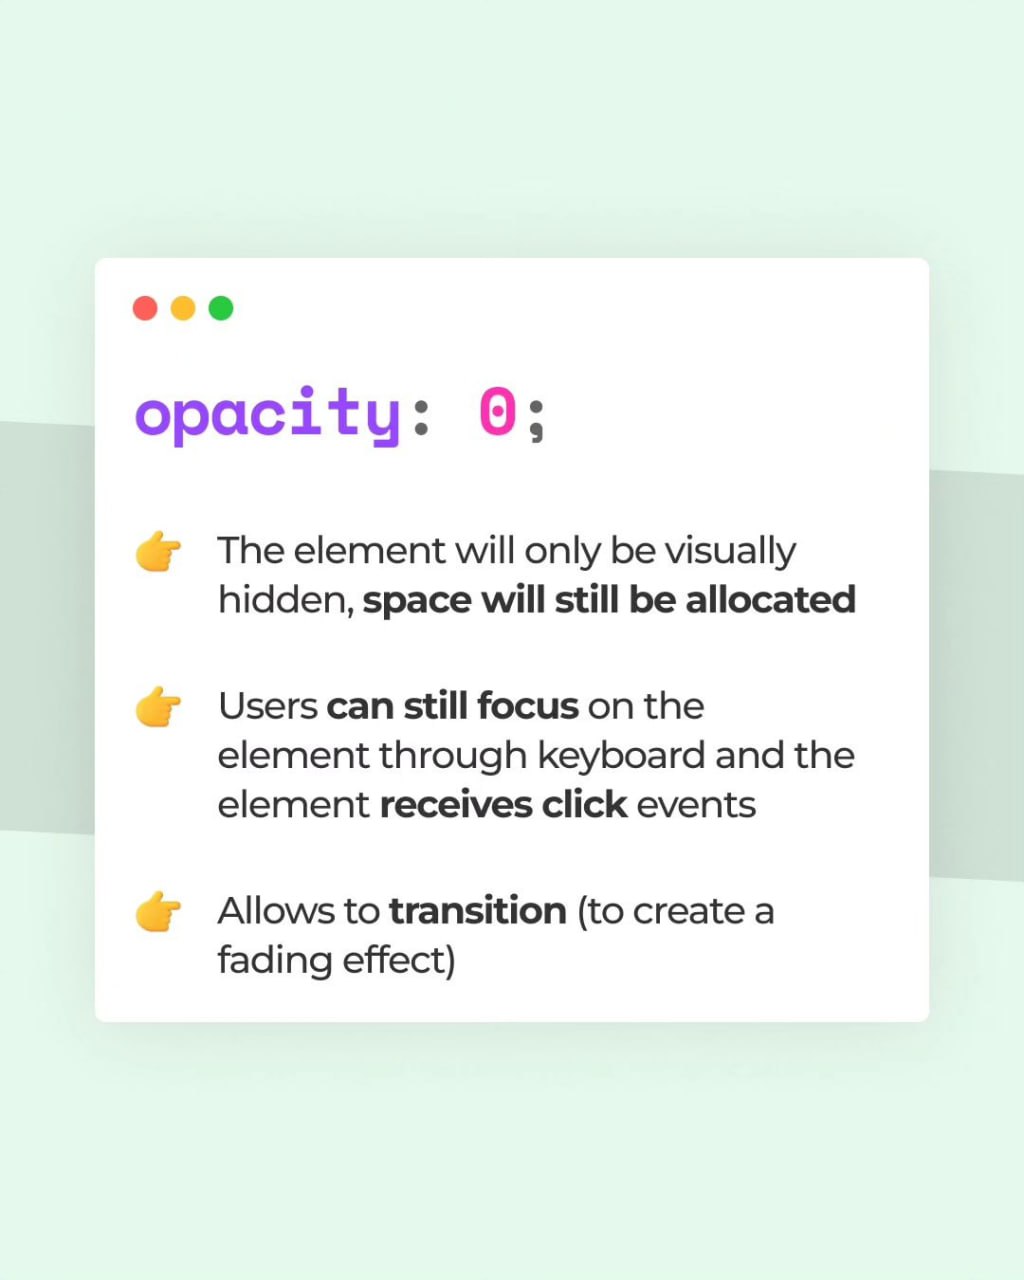 opacity: 0;
👉 The element will only be visually
hidden, space will still be allocated
👉 Users can still focus on the
element through keyboard and the
element receives click events
👉 Allows to transition (to create a
fading effect)